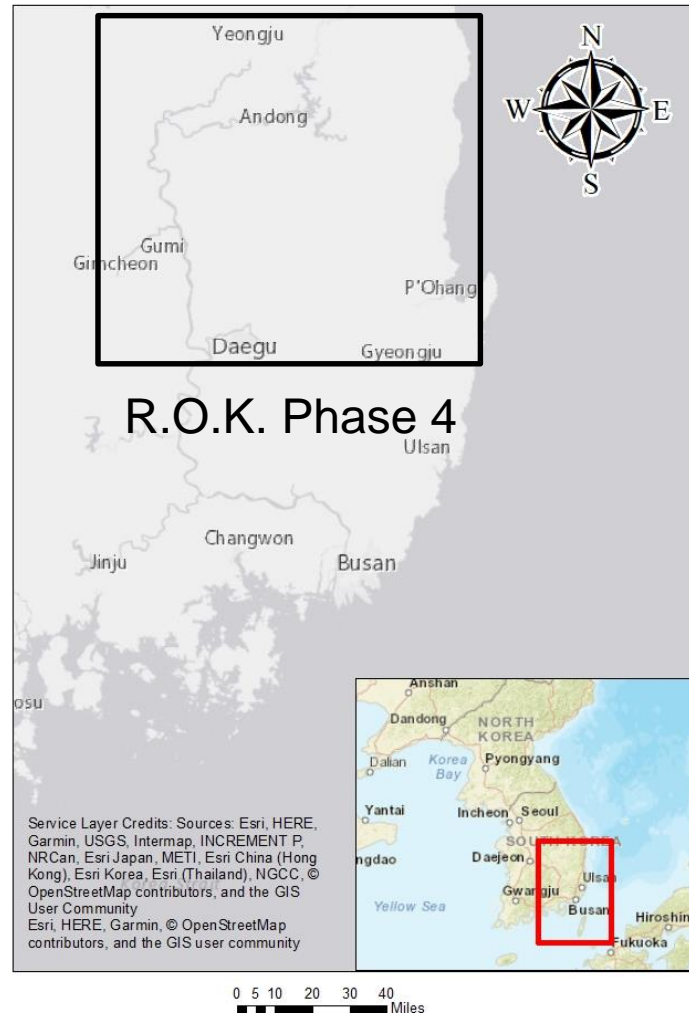 Yeongju
N
W
E
S
Andong
Gumi
Gimcheon
P'Ohang
Daegu
Gyeongju
R.O.K. Phase 4
Ulsan
Changwon
Jinju
Busan
osu
Service Layer Credits: Sources: Esri, HERE,
Garmin, USGS, Intermap, INCREMENT P,
NRCan, Esri Japan, METI, Esri China (Hong
Kong), Esri Korea, Esri (Thailand), NGCC, ©
OpenStreetMap contributors, and the GIS
User Community
Esri, HERE, Garmin, © OpenStreetMap
contributors, and the GIS user community
Korea Strait
Anshan
Dandong
NORTH
KOREA
Dalian
Korea
Bay
Pyongyang
Yantai
Incheon
Seoul
SOUTH KOREA
ngdao
Daejeon
Gwangju
Ulsan
Busan
Yellow Sea
Hiroshin
Fukuoka
0 5 10 20 30 40
Miles